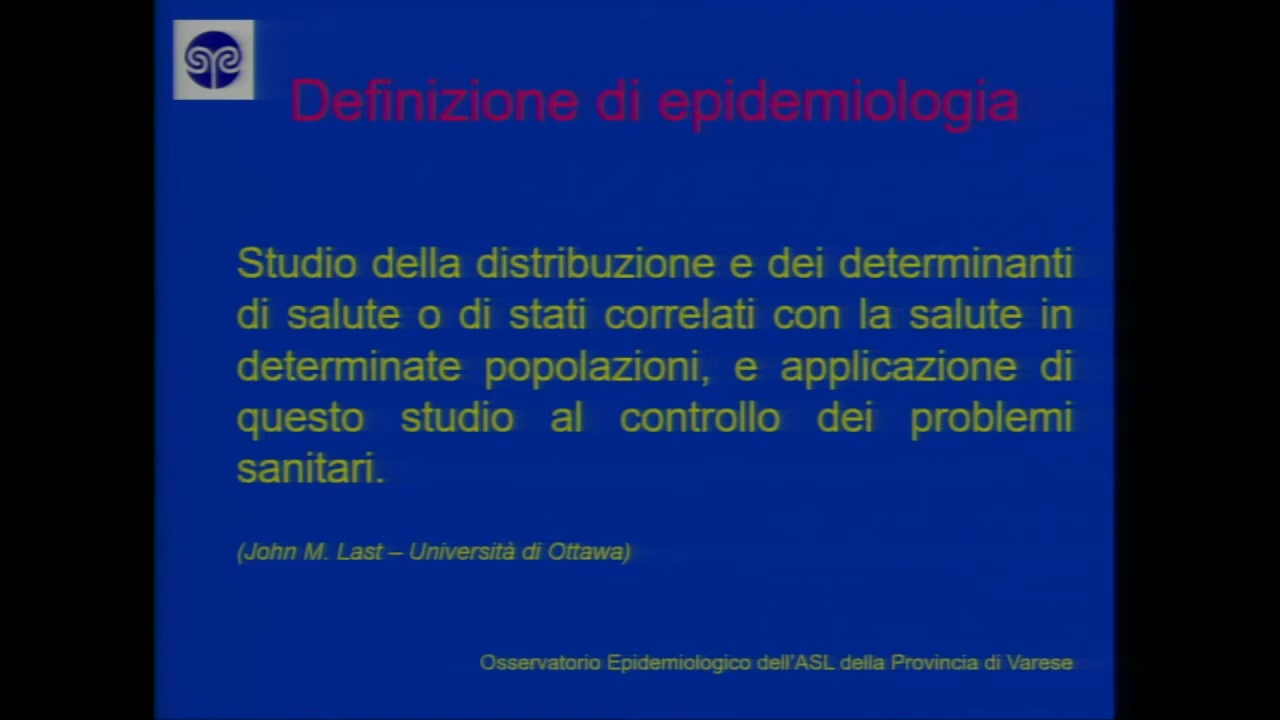 Definizione di epidemiologia
Studio della distribuzione e dei determinanti
di salute o di stati correlati con la salute in
determinate popolazioni, e applicazione di
questo studio al controllo dei problemi
sanitari.
(John M. Last – Università di Ottawa)
Osservatorio Epidemiologico dell'ASL della Provincia di Varese